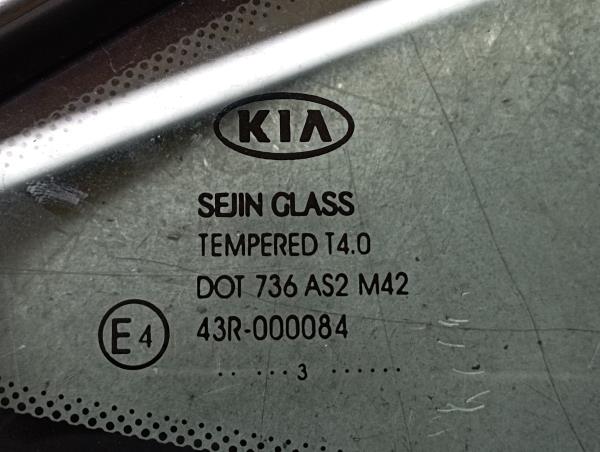 KIA
SEJIN GLASS
TEMPERED T4.0
DOT 736 AS2 M42
E4 43R-000084
.. ...3 ......